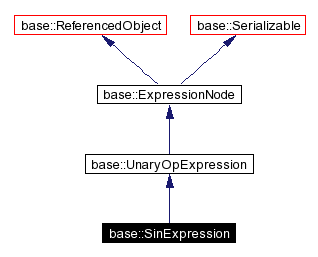 base::ReferencedObject base::Serializable
base::ExpressionNode
base::UnaryOpExpression
base::SinExpression